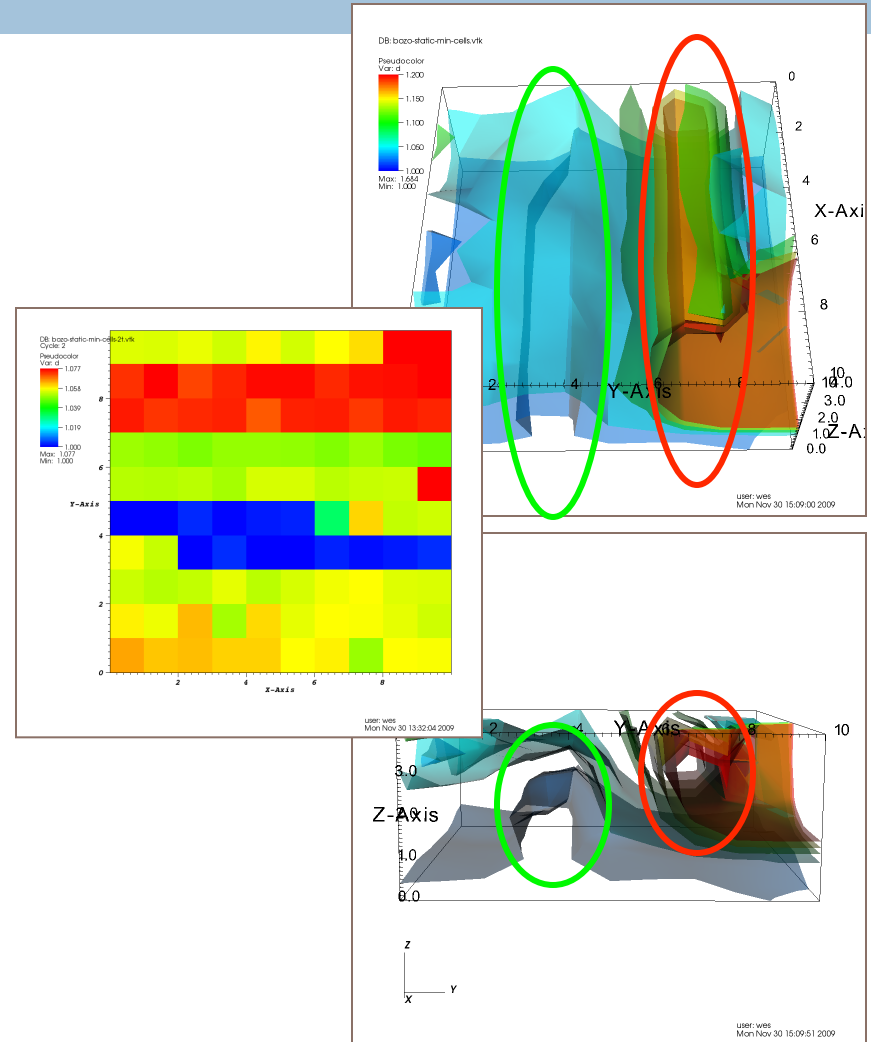 DB: bozo-static-min-cells.vtk
Pseudocolor
Var: d
1.200
1.150
1.100
1.050
1.000
Max: 1.684
Min: 1.000
0
2
4
X-Axi
6
8
10
2
4
6
8
Y-Axis
4.0
3.0
2.0
1.0
0.0
Z-A
user: wes
Mon Nov 30 15:09:00 2009
DB: bozo-static-min-cells-2t.vtk
Cycle: 2
Pseudocolor
Var: d
1.077
1.058
1.039
1.019
1.000
Max: 1.077
Min: 1.000
8
6
Y-Axis
4
2
0
2
4
6
8
X-Axis
user: wes
Mon Nov 30 13:32:04 2009
2
4
Y-Axis
6
8
10
3.0
Z-Axis
2.0
1.0
0.0
Z
Y
X
user: wes
Mon Nov 30 15:09:51 2009